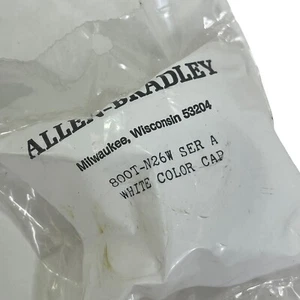 ALLEN-BRADLEY
Milwaukee, Wisconsin 53204
800T-N26W SER A
WHITE COLOR CAP